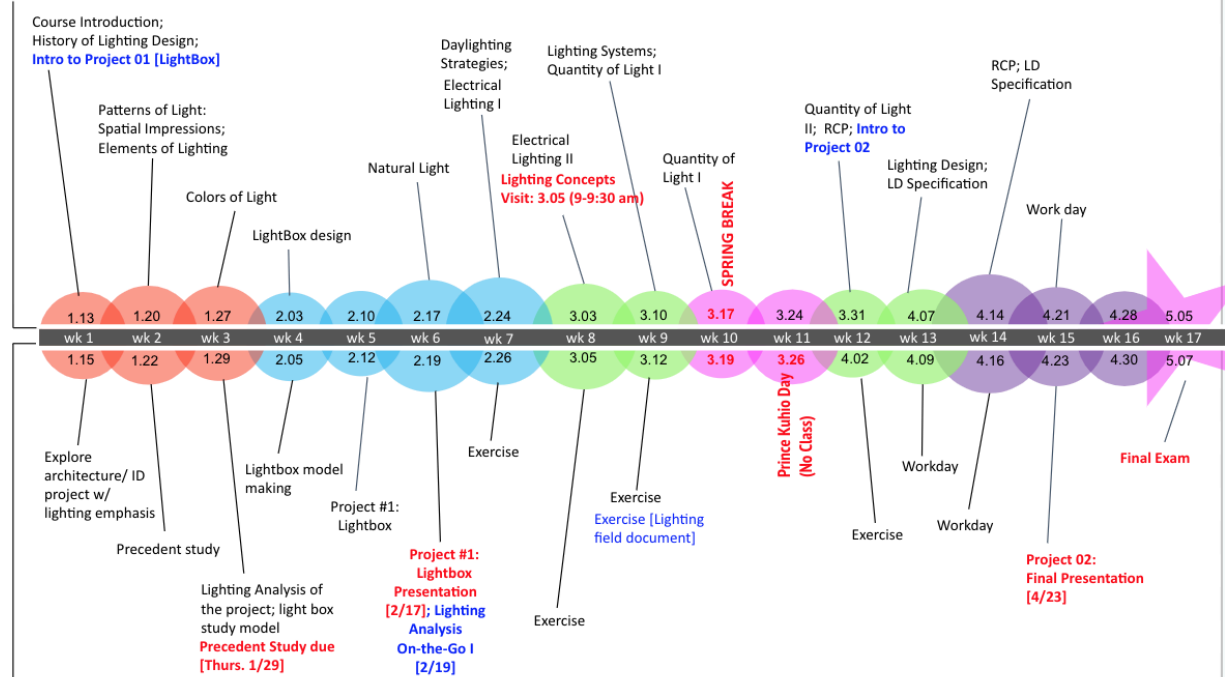 Course Introduction;
History of Lighting Design;
Intro to Project 01 [LightBox]
Patterns of Light:
Spatial Impressions;
Elements of Lighting
Colors of Light
LightBox design
Natural Light
Daylighting
Strategies;
Electrical
Lighting I
Electrical
Lighting II
Lighting Concepts
Visit: 3.05 (9-9:30 am)
Lighting Systems;
Quantity of Light I
Quantity of
Light I
SPRING BREAK
Quantity of Light
II; RCP; Intro to
Project 02
Lighting Design;
LD Specification
RCP; LD
Specification
Work day
1.13 1.20 1.27 2.03 2.10 2.17 2.24 3.03 3.10 3.17 3.24 3.31 4.07 4.14 4.21 4.28 5.05
wk 1 wk 2 wk 3 wk 4 wk 5 wk 6 wk 7 wk 8 wk 9 wk 10 wk 11 wk 12 wk 13 wk 14 wk 15 wk 16 wk 17
1.15 1.22 1.29 2.05 2.12 2.19 2.26 3.05 3.12 3.19 3.26 4.02 4.09 4.16 4.23 4.30 5.07
Explore
architecture/ ID
project w/
lighting emphasis
Precedent study
Lighting Analysis of
the project; light box
study model
Precedent Study due
[Thurs. 1/29]
Lightbox model
making
Project #1:
Lightbox
Project #1:
Lightbox
Presentation
[2/17]; Lighting
Analysis
On-the-Go I
[2/19]
Exercise
Exercise
Exercise
Exercise [Lighting
field document]
Prince Kuhio Day
(No Class)
Exercise
Workday
Workday
Project 02:
Final Presentation
[4/23]
Final Exam